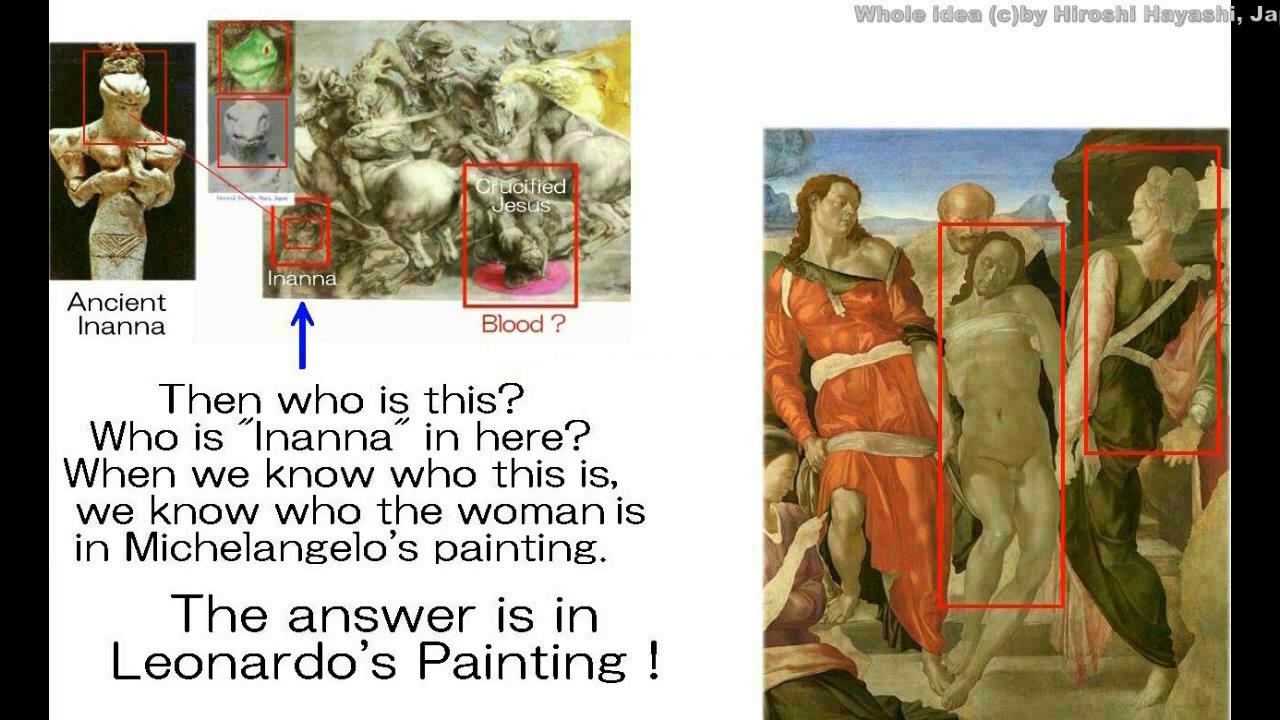 Whole idea (c)by Hiroshi Hayashi, Ja
Crucified
Jesus
Inanna
Blood ?
Ancient
Inanna
Then who is this?
Who is "Inanna" in here?
When we know who this is,
we know who the woman is
in Michelangelo's painting.
The answer is in
Leonardo's Painting !